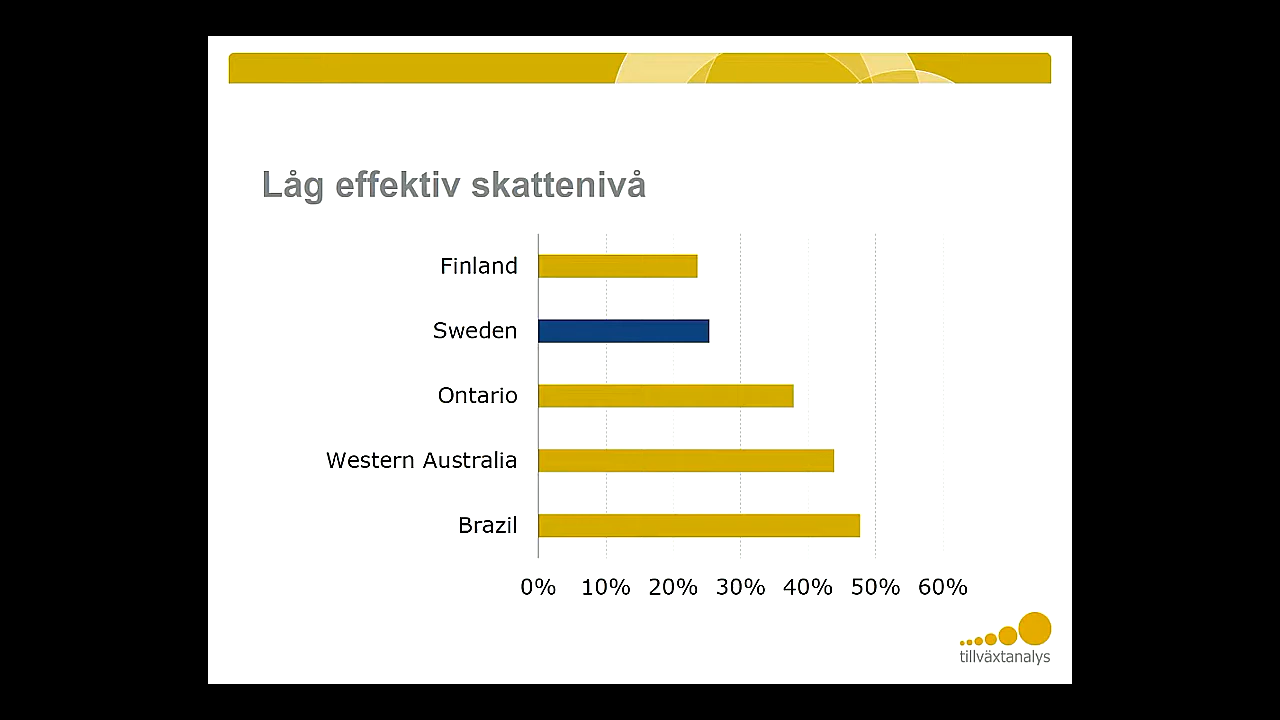 Låg effektiv skattenivå
Finland
Sweden
Ontario
Western Australia
Brazil
0% 10% 20% 30% 40% 50% 60%
tillväxtanalys